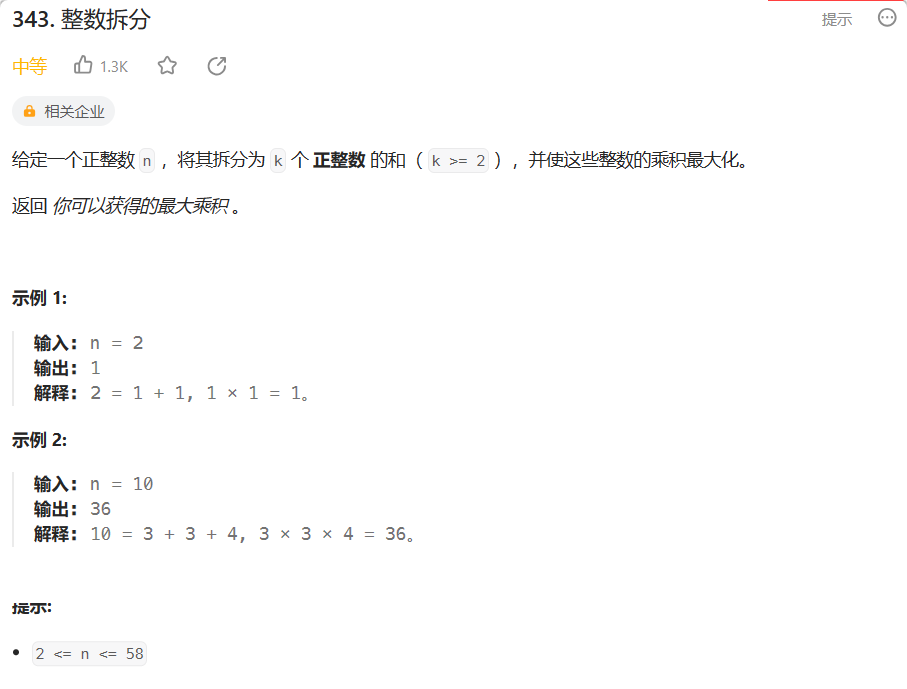 343. 整数拆分
提示
中等 1.3K
相关企业
给定一个正整数 n ，将其拆分为 k 个 正整数 的和（ k >= 2 ），并使这些整数的乘积最大化。
返回 你可以获得的最大乘积 。
示例 1:
输入: n = 2
输出: 1
解释: 2 = 1 + 1, 1 × 1 = 1。
示例 2:
输入: n = 10
输出: 36
解释: 10 = 3 + 3 + 4, 3 × 3 × 4 = 36。
提示:
• 2 <= n <= 58